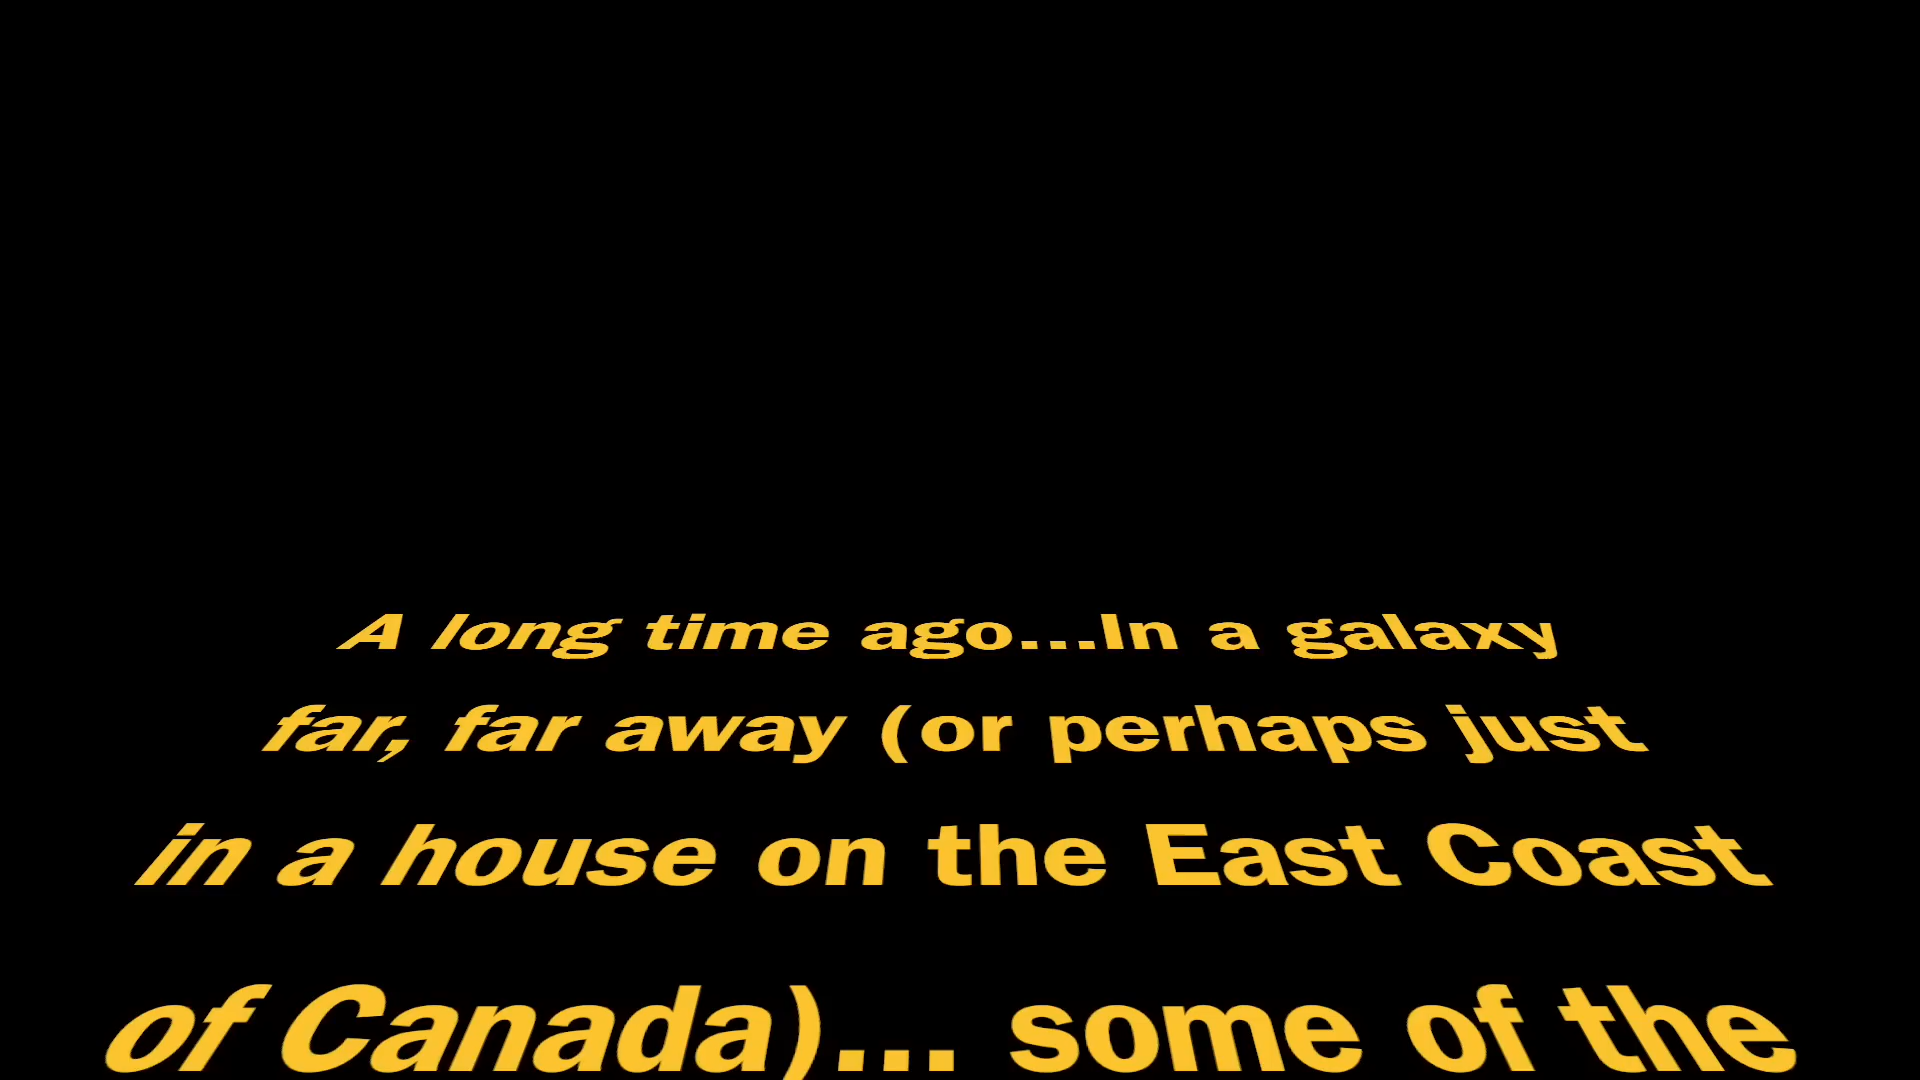 A long time ago...In a galaxy
far, far away (or perhaps just
in a house on the East Coast
of Canada)... some of the